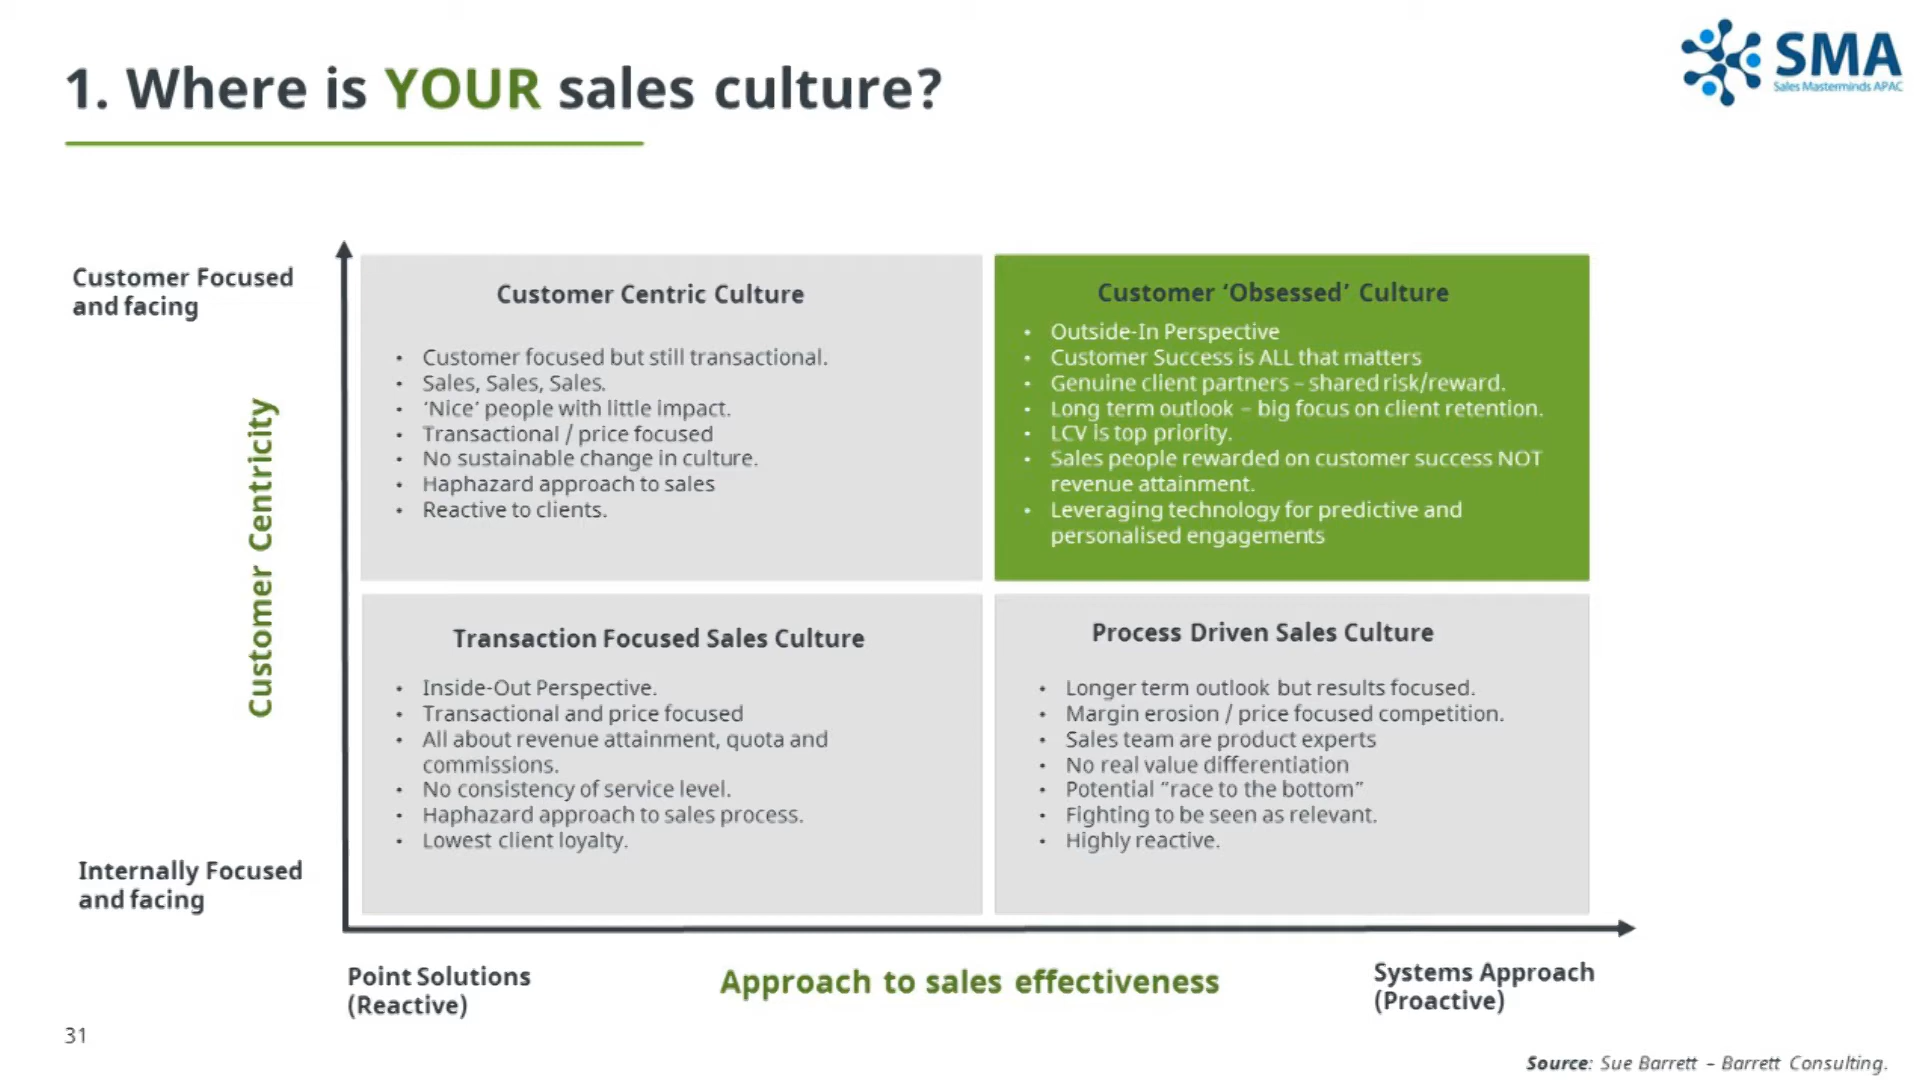 1. Where is YOUR sales culture?
SMA
Sales Masterminds APAC
Customer Focused
and facing
Customer Centricity
Internally Focused
and facing
Customer Centric Culture
• Customer focused but still transactional.
• Sales, Sales, Sales.
• ‘Nice’ people with little impact.
• Transactional / price focused
• No sustainable change in culture.
• Haphazard approach to sales
• Reactive to clients.
Customer ‘Obsessed’ Culture
• Outside-In Perspective
• Customer Success is ALL that matters
• Genuine client partners – shared risk/reward.
• Long term outlook – big focus on client retention.
• LCV is top priority.
• Sales people rewarded on customer success NOT
revenue attainment.
• Leveraging technology for predictive and
personalised engagements
Transaction Focused Sales Culture
• Inside-Out Perspective.
• Transactional and price focused
• All about revenue attainment, quota and
commissions.
• No consistency of service level.
• Haphazard approach to sales process.
• Lowest client loyalty.
Process Driven Sales Culture
• Longer term outlook but results focused.
• Margin erosion / price focused competition.
• Sales team are product experts
• No real value differentiation
• Potential “race to the bottom”
• Fighting to be seen as relevant.
• Highly reactive.
Point Solutions
(Reactive)
Approach to sales effectiveness
Systems Approach
(Proactive)
31
Source: Sue Barrett – Barrett Consulting.